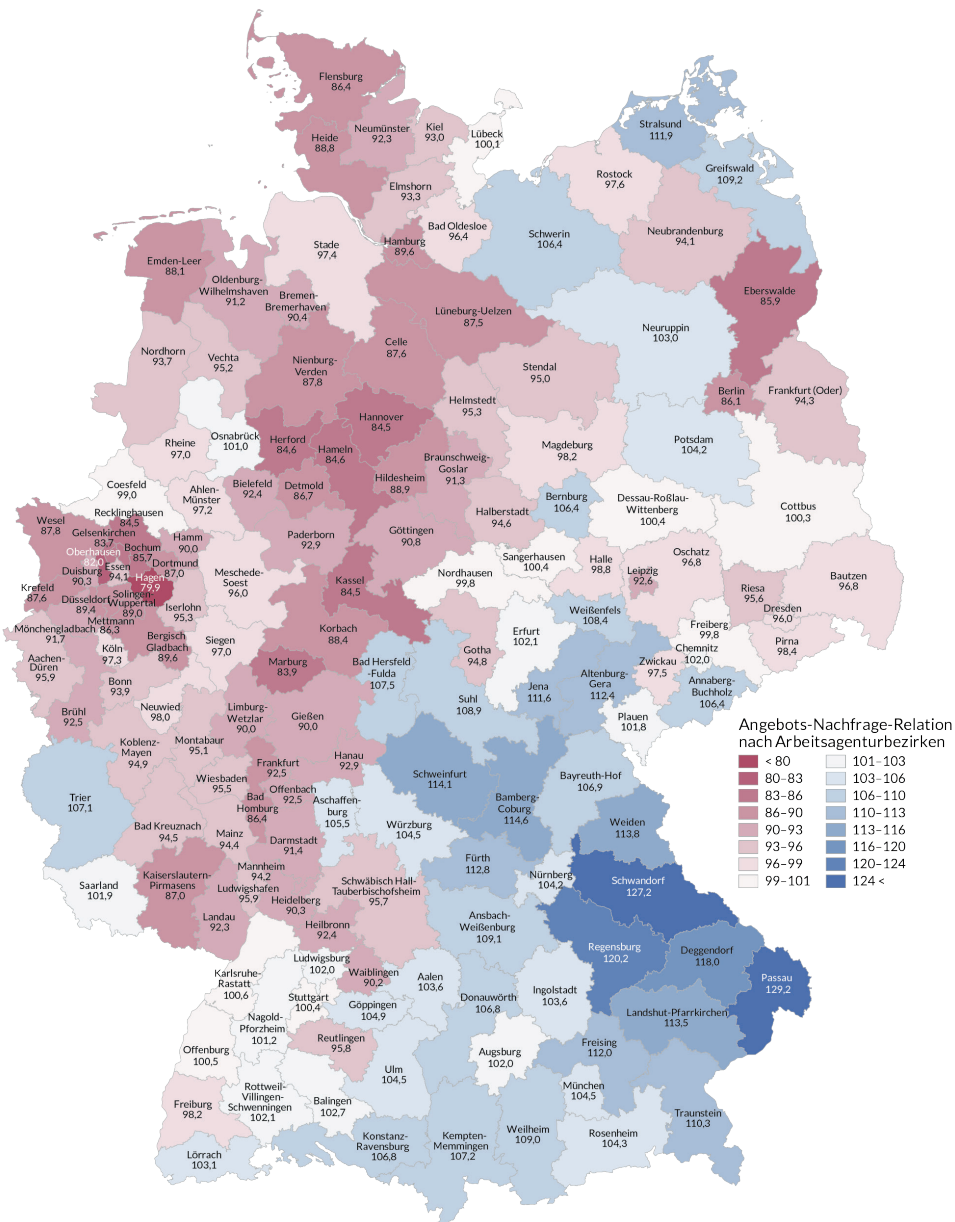 Flensburg
86,4
Heide
88,8
Neumünster
92,3
Kiel
93,0
Lübeck
100,1
Elmshorn
93,3
Hamburg
89,6
Bad Oldesloe
96,4
Stralsund
111,9
Greifswald
109,2
Rostock
97,6
Schwerin
106,4
Neubrandenburg
94,1
Stade
97,4
Emden-Leer
88,1
Oldenburg-
Wilhelmshaven
91,2
Bremen-
Bremerhaven
90,4
Lüneburg-Uelzen
87,5
Eberswalde
85,9
Neuruppin
103,0
Celle
87,6
Nordhorn
93,7
Vechta
95,2
Nienburg-
Verden
87,8
Stendal
95,0
Berlin
86,1
Frankfurt (Oder)
94,3
Helmstedt
95,3
Hannover
84,5
Osnabrück
101,0
Rheine
97,0
Herford
84,6
Hameln
84,6
Magdeburg
98,2
Potsdam
104,2
Braunschweig-
Goslar
91,3
Hildesheim
88,9
Coesfeld
99,0
Ahlen-
Münster
97,2
Bielefeld
92,4
Detmold
86,7
Halberstadt
94,6
Bernburg
106,4
Dessau-Roßlau-
Wittenberg
100,4
Cottbus
100,3
Recklinghausen
84,5
Wesel
87,8
Gelsenkirchen
83,7
Bochum
85,7
Hamm
90,0
Paderborn
92,9
Göttingen
90,8
Oberhausen
82,0
Essen
94,1
Dortmund
87,0
Duisburg
90,3
Hagen
79,9
Krefeld
87,6
Düsseldorf
89,4
Solingen-
Wuppertal
89,0
Iserlohn
95,3
Mettmann
86,3
Mönchengladbach
91,7
Bergisch
Gladbach
89,6
Köln
97,3
Siegen
97,0
Meschede-
Soest
96,0
Kassel
84,5
Korbach
88,4
Marburg
83,9
Nordhausen
99,8
Sangerhausen
100,4
Halle
98,8
Leipzig
92,6
Oschatz
96,8
Riesa
95,6
Bautzen
96,8
Dresden
96,0
Pirna
98,4
Freiberg
99,8
Chemnitz
102,0
Weißenfels
108,4
Erfurt
102,1
Gotha
94,8
Bad Hersfeld
-Fulda
107,5
Suhl
108,9
Jena
111,6
Altenburg-
Gera
112,4
Zwickau
97,5
Annaberg-
Buchholz
106,4
Plauen
101,8
Aachen-
Düren
95,9
Bonn
93,9
Brühl
92,5
Neuwied
98,0
Limburg-
Wetzlar
90,0
Gießen
90,0
Koblenz-
Mayen
94,9
Montabaur
95,1
Hanau
92,9
Frankfurt
92,5
Wiesbaden
95,5
Offenbach
92,5
Bad
Homburg
86,4
Trier
107,1
Bad Kreuznach
94,5
Mainz
94,4
Darmstadt
91,4
Aschaffen-
burg
105,5
Würzburg
104,5
Schweinfurt
114,1
Bamberg-
Coburg
114,6
Bayreuth-Hof
106,9
Weiden
113,8
Saarland
101,9
Kaiserslautern-
Pirmasens
87,0
Mannheim
94,2
Ludwigshafen
95,9
Heidelberg
90,3
Landau
92,3
Heilbronn
92,4
Schwäbisch Hall-
Tauberbischofsheim
95,7
Fürth
112,8
Nürnberg
104,2
Schwandorf
127,2
Ansbach-
Weißenburg
109,1
Regensburg
120,2
Deggendorf
118,0
Passau
129,2
Landshut-Pfarrkirchen
113,5
Ingolstadt
103,6
Donauwörth
106,8
Aalen
103,6
Karlsruhe-
Rastatt
100,6
Ludwigsburg
102,0
Waiblingen
90,2
Stuttgart
100,4
Göppingen
104,9
Nagold-
Pforzheim
101,2
Reutlingen
95,8
Offenburg
100,5
Ulm
104,5
Augsburg
102,0
Freising
112,0
München
104,5
Traunstein
110,3
Rosenheim
104,3
Weilheim
109,0
Kempten-
Memmingen
107,2
Konstanz-
Ravensburg
106,8
Balingen
102,7
Rottweil-
Villingen-
Schwenningen
102,1
Freiburg
98,2
Lörrach
103,1
Angebots-Nachfrage-Relation
nach Arbeitsagenturbezirken
< 80
80–83
83–86
86–90
90–93
93–96
96–99
99–101
101–103
103–106
106–110
110–113
113–116
116–120
120–124
124 <